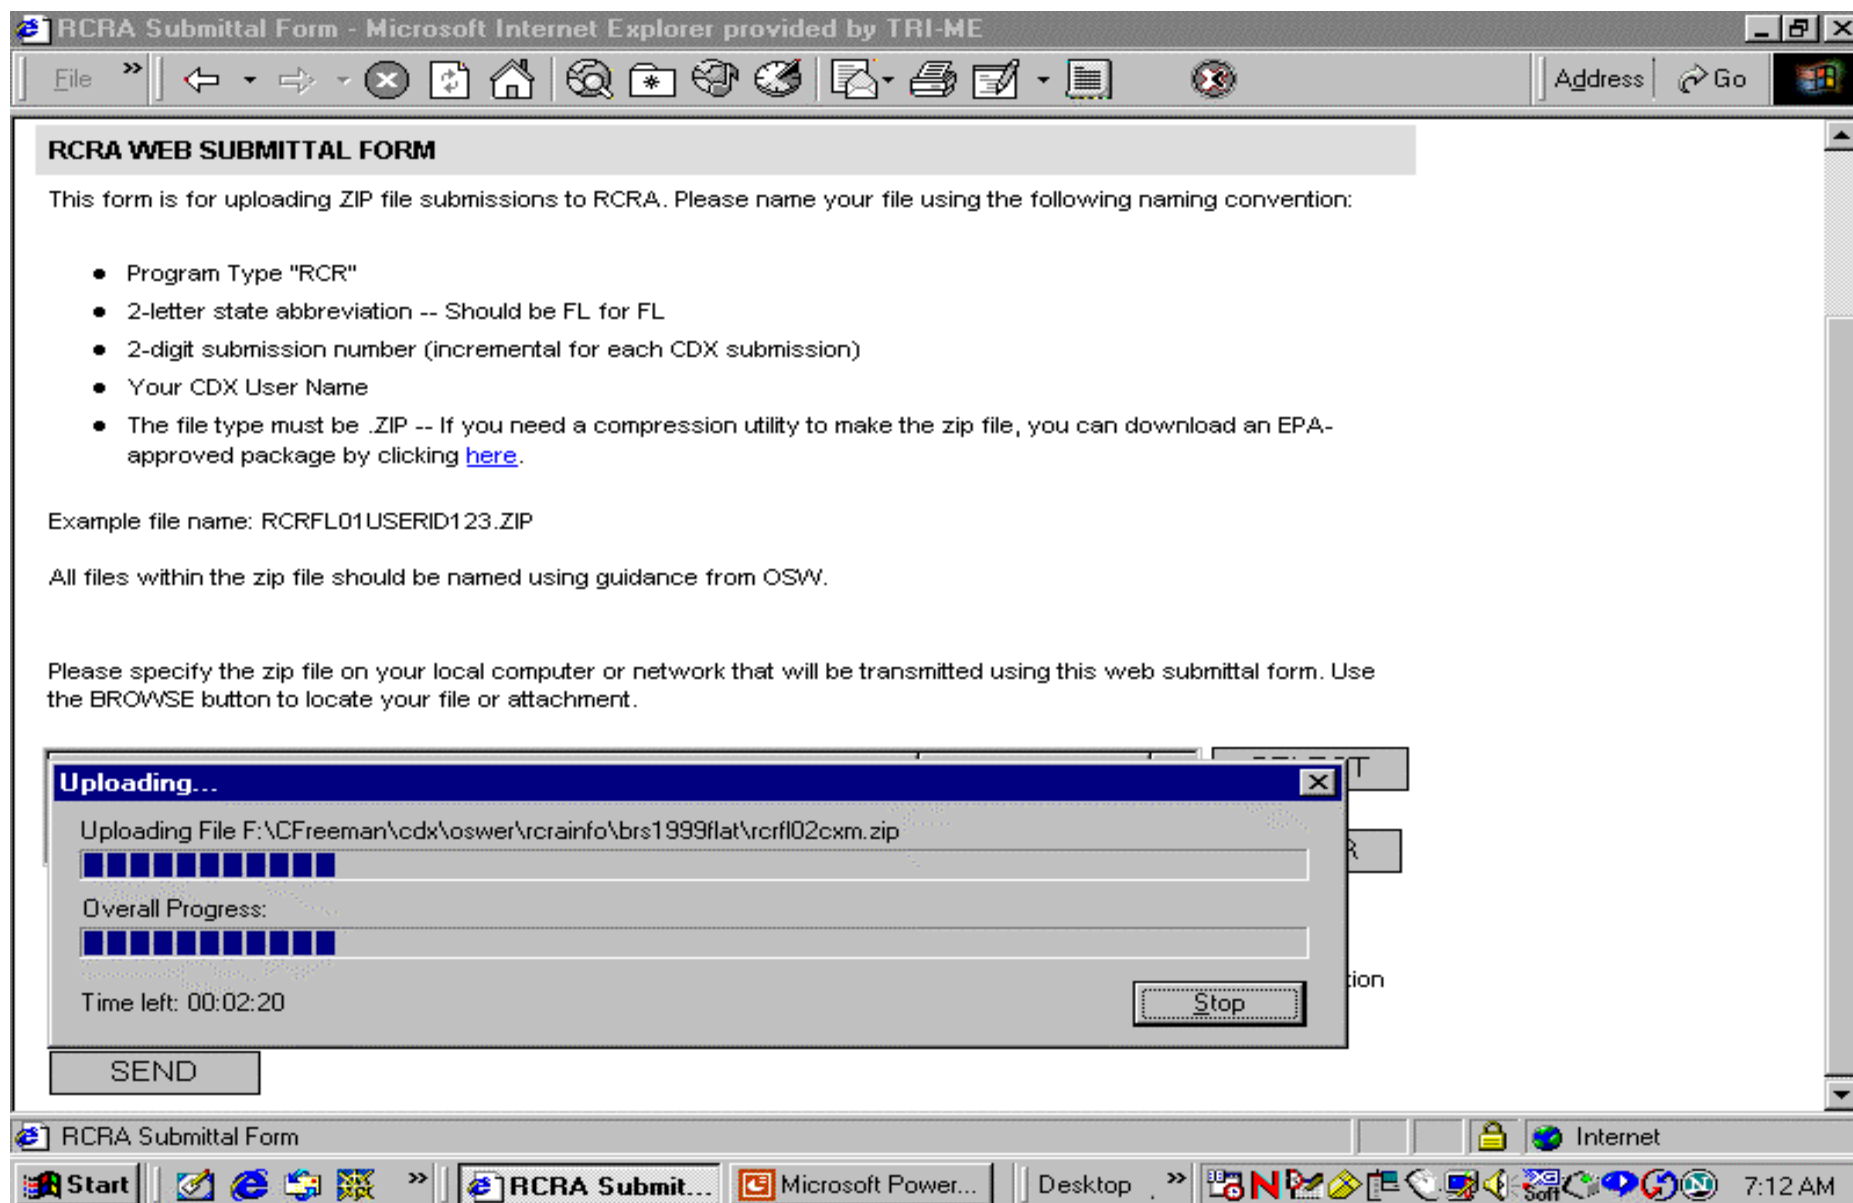 RCRA Submittal Form - Microsoft Internet Explorer provided by TRI-ME
File » Address Go
RCRA WEB SUBMITTAL FORM
This form is for uploading ZIP file submissions to RCRA. Please name your file using the following naming convention:
● Program Type "RCR"
● 2-letter state abbreviation -- Should be FL for FL
● 2-digit submission number (incremental for each CDX submission)
● Your CDX User Name
● The file type must be .ZIP -- If you need a compression utility to make the zip file, you can download an EPA-
approved package by clicking here.
Example file name: RCRFL01USERID123.ZIP
All files within the zip file should be named using guidance from OSW.
Please specify the zip file on your local computer or network that will be transmitted using this web submittal form. Use
the BROWSE button to locate your file or attachment.
Uploading...
Uploading File F:\CFreeman\cdx\oswer\rcrainfo\brs1999flat\rcrfl02cxm.zip
R
Overall Progress:
tion
Time left: 00:02:20
Stop
SEND
RCRA Submittal Form
Internet
Start » RCRA Submit... Microsoft Power... Desktop » 7:12 AM